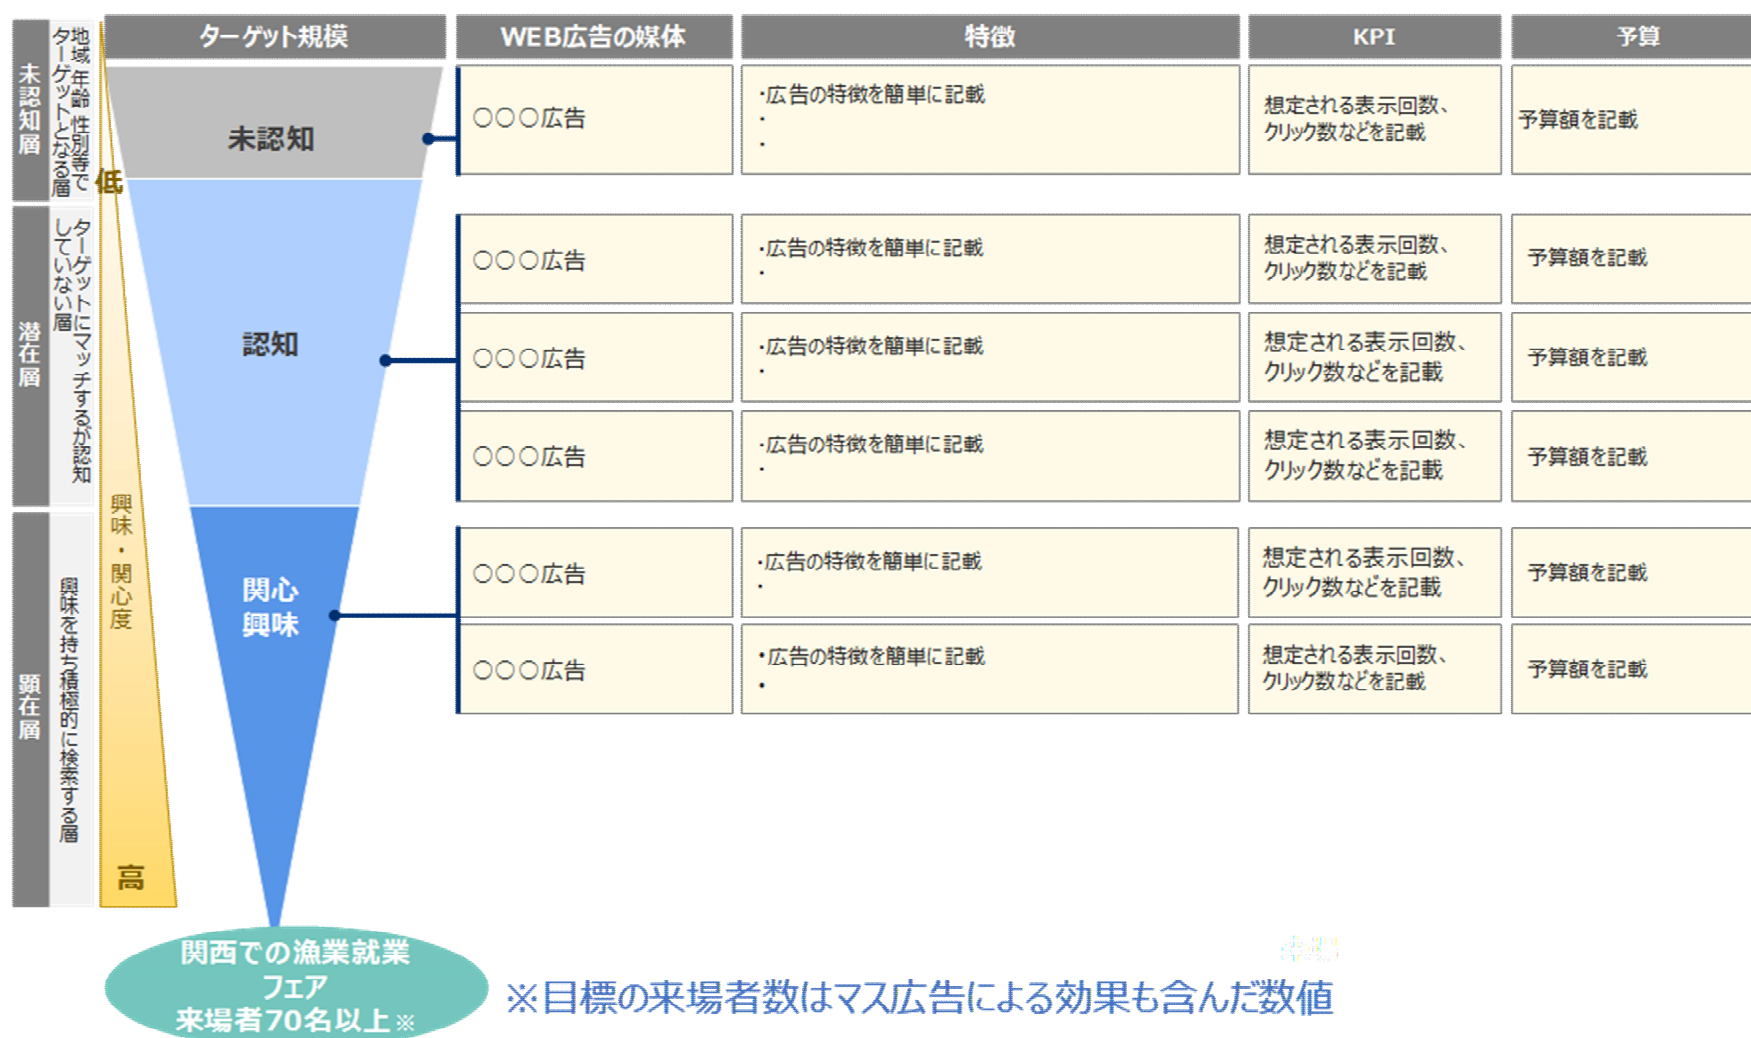 ターゲット規模
WEB広告の媒体
特徴
KPI
予算
未認知層
地域 年齢 性別等で
ターゲットとなる層
低
未認知
○○○広告
・広告の特徴を簡単に記載
・
・
想定される表示回数、
クリック数などを記載
予算額を記載
潜在層
ターゲットにマッチするが認知
していない層
認知
○○○広告
・広告の特徴を簡単に記載
・
想定される表示回数、
クリック数などを記載
予算額を記載
○○○広告
・広告の特徴を簡単に記載
・
想定される表示回数、
クリック数などを記載
予算額を記載
○○○広告
・広告の特徴を簡単に記載
・
想定される表示回数、
クリック数などを記載
予算額を記載
興味・関心度
顕在層
興味を持ち積極的に検索する層
関心
興味
○○○広告
・広告の特徴を簡単に記載
・
想定される表示回数、
クリック数などを記載
予算額を記載
○○○広告
・広告の特徴を簡単に記載
・
想定される表示回数、
クリック数などを記載
予算額を記載
高
関西での漁業就業
フェア
来場者70名以上※
※目標の来場者数はマス広告による効果も含んだ数値